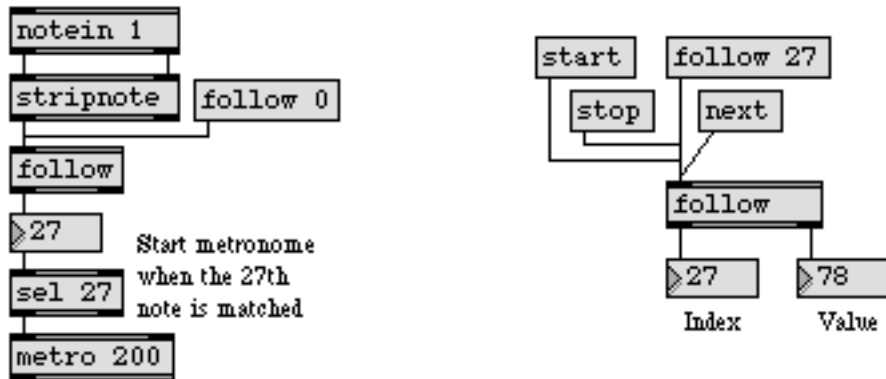 notein 1
stripnote
follow 0
follow
27
Start metronome
when the 27th
note is matched
sel 27
metro 200
start
follow 27
stop
next
follow
27
78
Index
Value